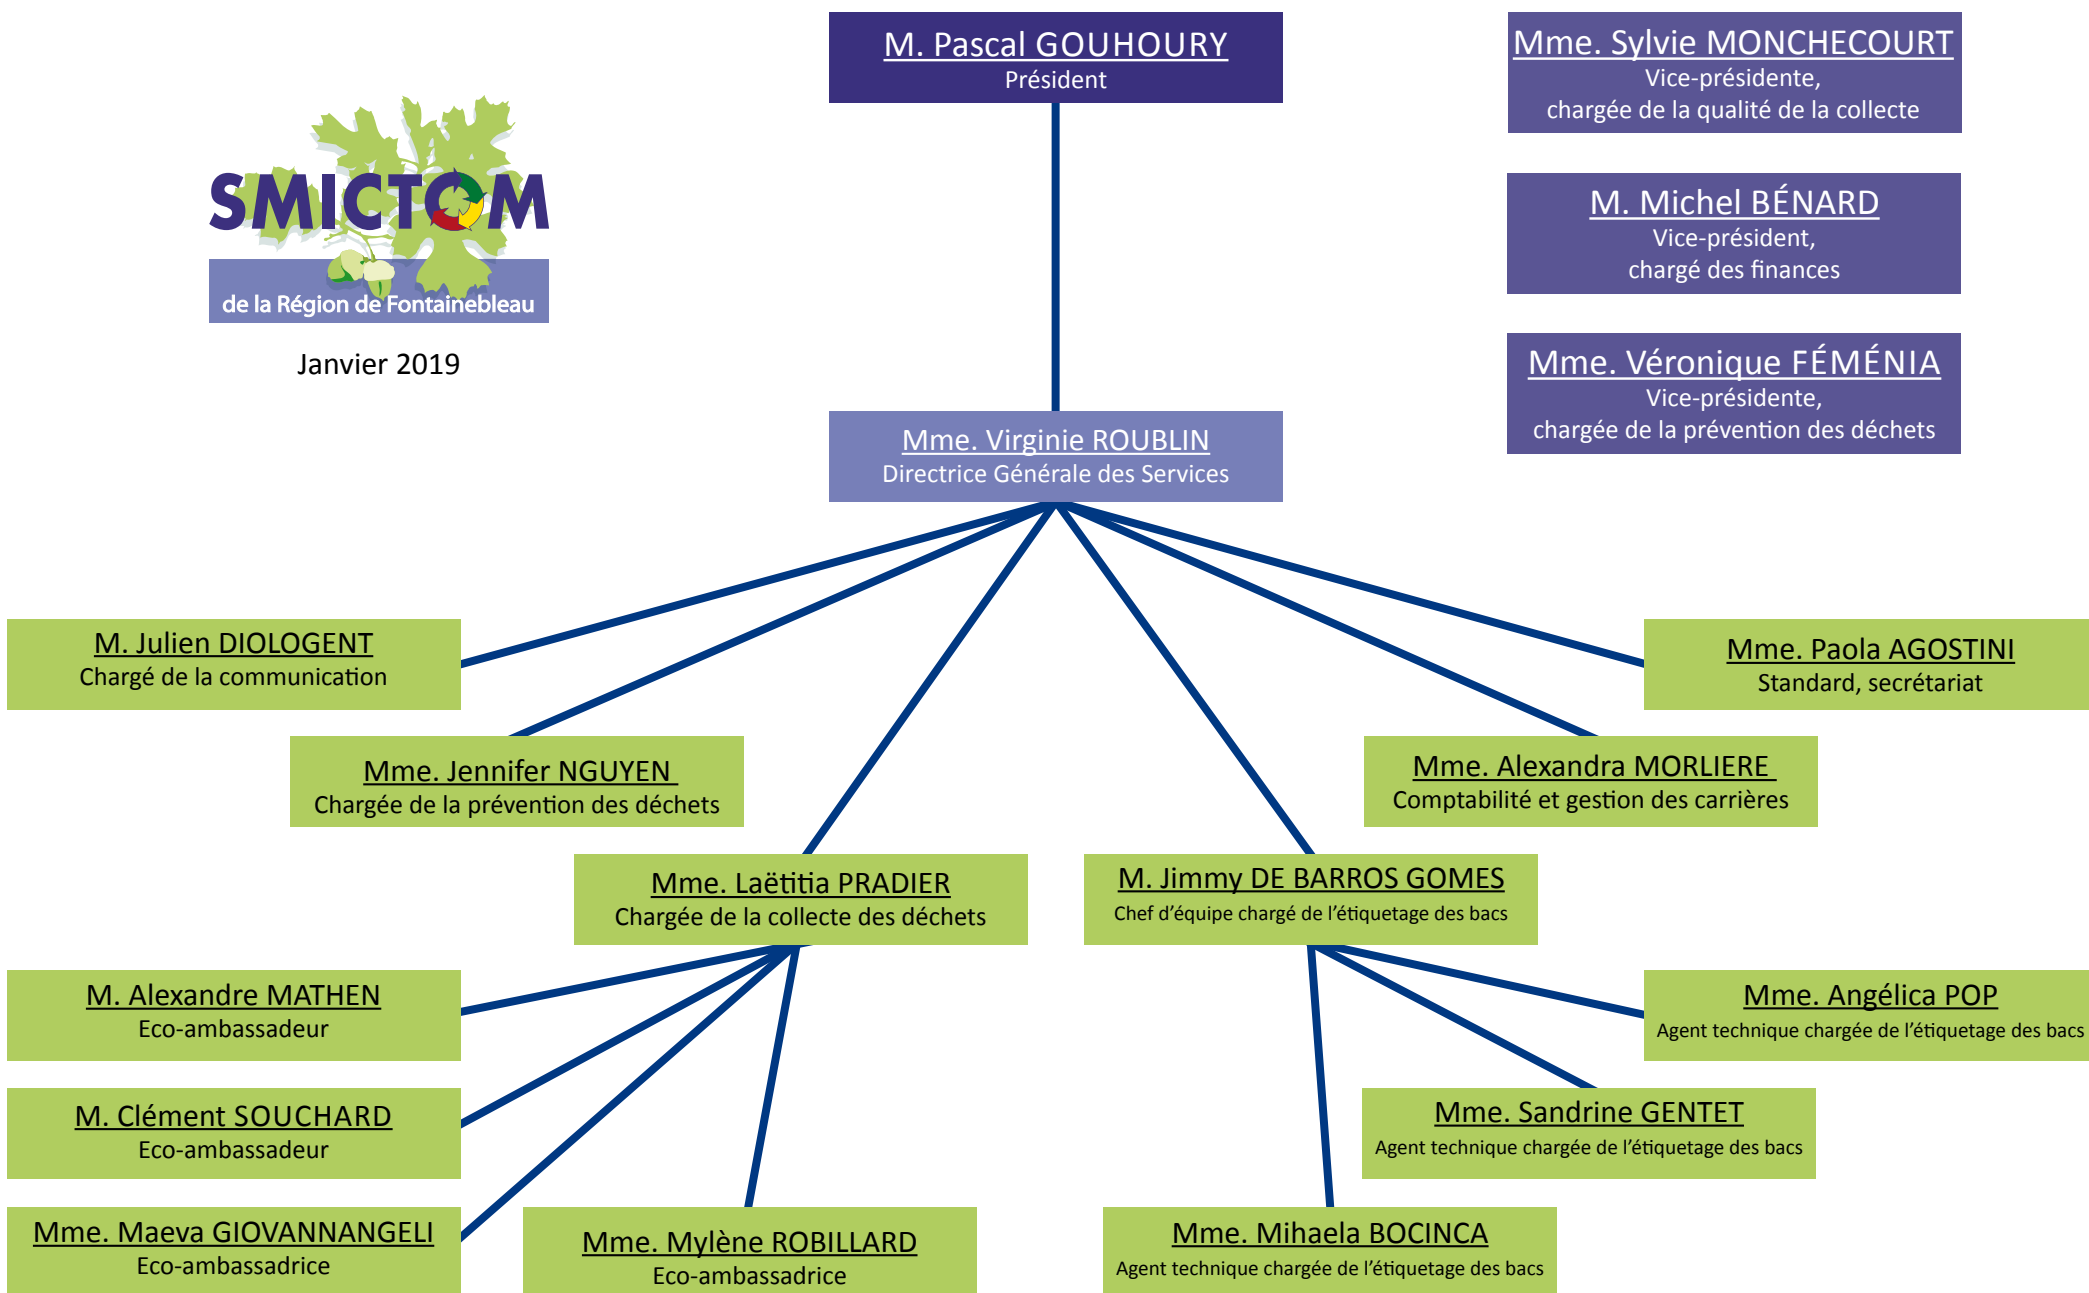 M. Pascal GOUHOURY
Président
Mme. Sylvie MONCHECOURT
Vice-présidente,
chargée de la qualité de la collecte
M. Michel BÉNARD
Vice-président,
chargé des finances
Mme. Véronique FÉMÉNIA
Vice-présidente,
chargée de la prévention des déchets
SMICTOM
de la Région de Fontainebleau
Janvier 2019
Mme. Virginie ROUBLIN
Directrice Générale des Services
M. Julien DIOLOGENT
Chargé de la communication
Mme. Paola AGOSTINI
Standard, secrétariat
Mme. Jennifer NGUYEN
Chargée de la prévention des déchets
Mme. Alexandra MORLIERE
Comptabilité et gestion des carrières
Mme. Laëtitia PRADIER
Chargée de la collecte des déchets
M. Jimmy DE BARROS GOMES
Chef d’équipe chargé de l’étiquetage des bacs
M. Alexandre MATHEN
Eco-ambassadeur
Mme. Angélica POP
Agent technique chargée de l’étiquetage des bacs
M. Clément SOUCHARD
Eco-ambassadeur
Mme. Sandrine GENTET
Agent technique chargée de l’étiquetage des bacs
Mme. Maeva GIOVANNANGELI
Eco-ambassadrice
Mme. Mylène ROBILLARD
Eco-ambassadrice
Mme. Mihaela BOCINCA
Agent technique chargée de l’étiquetage des bacs